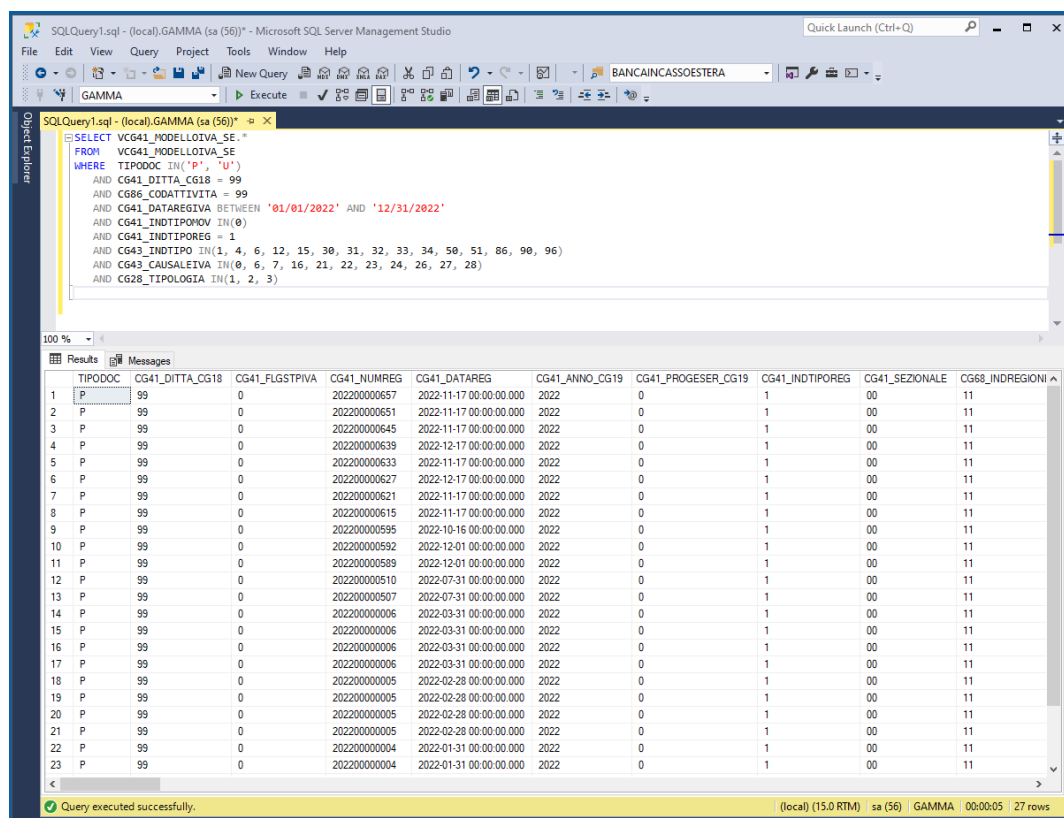 SQLQuery1.sql - (local).GAMMA (sa (56))* - Microsoft SQL Server Management Studio
Quick Launch (Ctrl+Q)
File Edit View Query Project Tools Window Help
New Query BANCAINCASSOESTERA
GAMMA Execute
Object Explorer
SQLQuery1.sql - (local).GAMMA (sa (56))*
SELECT VCG41_MODELLOIVA_SE.*
FROM VCG41_MODELLOIVA_SE
WHERE TIPODOC IN('P', 'U')
AND CG41_DITTA_CG18 = 99
AND CG86_CODATTIVITA = 99
AND CG41_DATAREGIVA BETWEEN '01/01/2022' AND '12/31/2022'
AND CG41_INDTIPOMOV IN(0)
AND CG41_INDTIPOREG = 1
AND CG43_INDTIPO IN(1, 4, 6, 12, 15, 30, 31, 32, 33, 34, 50, 51, 86, 90, 96)
AND CG43_CAUSALEIVA IN(0, 6, 7, 16, 21, 22, 23, 24, 26, 27, 28)
AND CG28_TIPOLOGIA IN(1, 2, 3)
100 %
Results Messages
TIPODOC CG41_DITTA_CG18 CG41_FLGSTPIVA CG41_NUMREG CG41_DATAREG CG41_ANNO_CG19 CG41_PROGESER_CG19 CG41_INDTIPOREG CG41_SEZIONALE CG68_INDREGIONI
1 P 99 0 202200000657 2022-11-17 00:00:00.000 2022 0 1 00 11
2 P 99 0 202200000651 2022-11-17 00:00:00.000 2022 0 1 00 11
3 P 99 0 202200000645 2022-11-17 00:00:00.000 2022 0 1 00 11
4 P 99 0 202200000639 2022-12-17 00:00:00.000 2022 0 1 00 11
5 P 99 0 202200000633 2022-11-17 00:00:00.000 2022 0 1 00 11
6 P 99 0 202200000627 2022-12-17 00:00:00.000 2022 0 1 00 11
7 P 99 0 202200000621 2022-11-17 00:00:00.000 2022 0 1 00 11
8 P 99 0 202200000615 2022-11-17 00:00:00.000 2022 0 1 00 11
9 P 99 0 202200000595 2022-10-16 00:00:00.000 2022 0 1 00 11
10 P 99 0 202200000592 2022-12-01 00:00:00.000 2022 0 1 00 11
11 P 99 0 202200000589 2022-12-01 00:00:00.000 2022 0 1 00 11
12 P 99 0 202200000510 2022-07-31 00:00:00.000 2022 0 1 00 11
13 P 99 0 202200000507 2022-07-31 00:00:00.000 2022 0 1 00 11
14 P 99 0 202200000006 2022-03-31 00:00:00.000 2022 0 1 00 11
15 P 99 0 202200000006 2022-03-31 00:00:00.000 2022 0 1 00 11
16 P 99 0 202200000006 2022-03-31 00:00:00.000 2022 0 1 00 11
17 P 99 0 202200000006 2022-03-31 00:00:00.000 2022 0 1 00 11
18 P 99 0 202200000005 2022-02-28 00:00:00.000 2022 0 1 00 11
19 P 99 0 202200000005 2022-02-28 00:00:00.000 2022 0 1 00 11
20 P 99 0 202200000005 2022-02-28 00:00:00.000 2022 0 1 00 11
21 P 99 0 202200000005 2022-02-28 00:00:00.000 2022 0 1 00 11
22 P 99 0 202200000004 2022-01-31 00:00:00.000 2022 0 1 00 11
23 P 99 0 202200000004 2022-01-31 00:00:00.000 2022 0 1 00 11
Query executed successfully. (local) (15.0 RTM) sa (56) GAMMA 00:00:05 27 rows